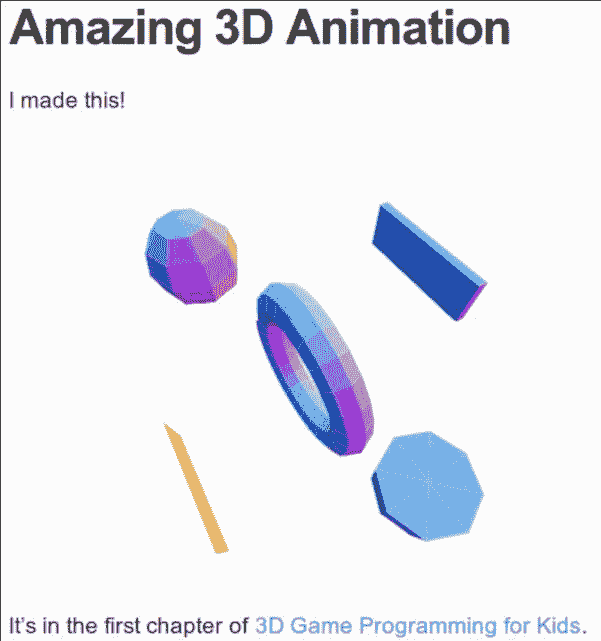 Amazing 3D Animation
I made this!
It's in the first chapter of 3D Game Programming for Kids.